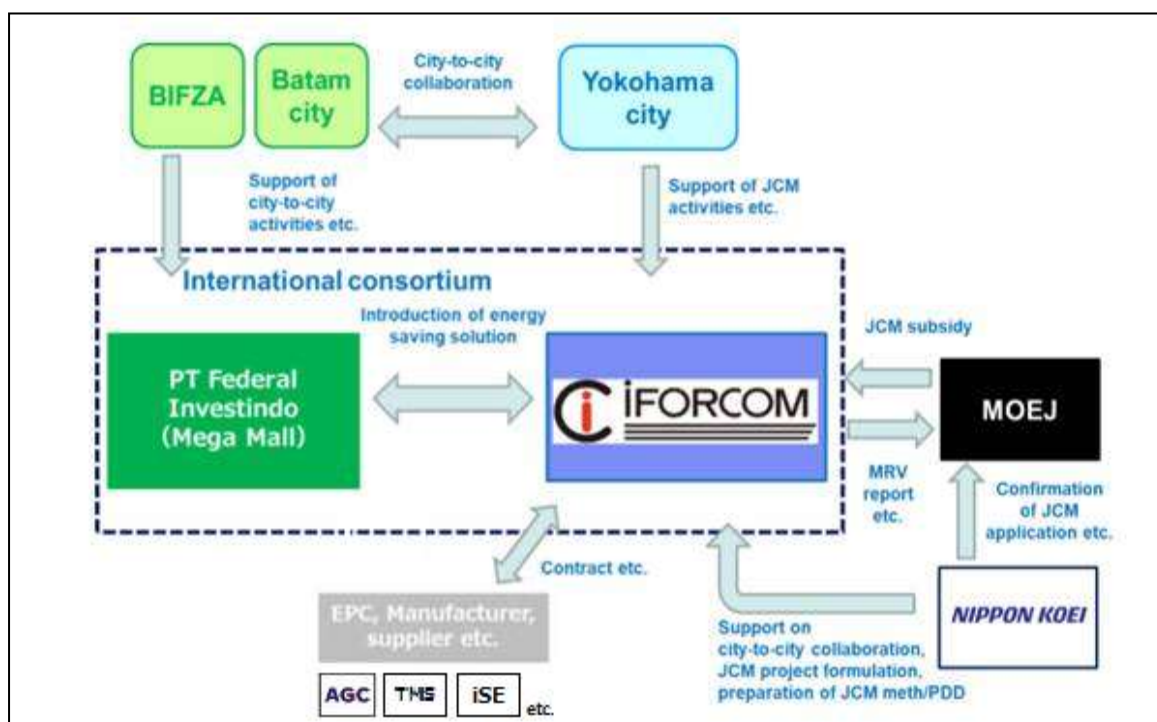 BIFZA
Batam
city
City-to-city
collaboration
Yokohama
city
Support of
city-to-city
activities etc.
Support of JCM
activities etc.
International consortium
Introduction of energy
saving solution
PT Federal
Investindo
(Mega Mall)
iFORCOM
JCM subsidy
MOEJ
MRV
report
etc.
Confirmation
of JCM
application etc.
Contract etc.
EPC, Manufacturer,
supplier etc.
NIPPON KOEI
Support on
city-to-city collaboration,
JCM project formulation,
preparation of JCM meth/PDD
AGC TMS iSE etc.